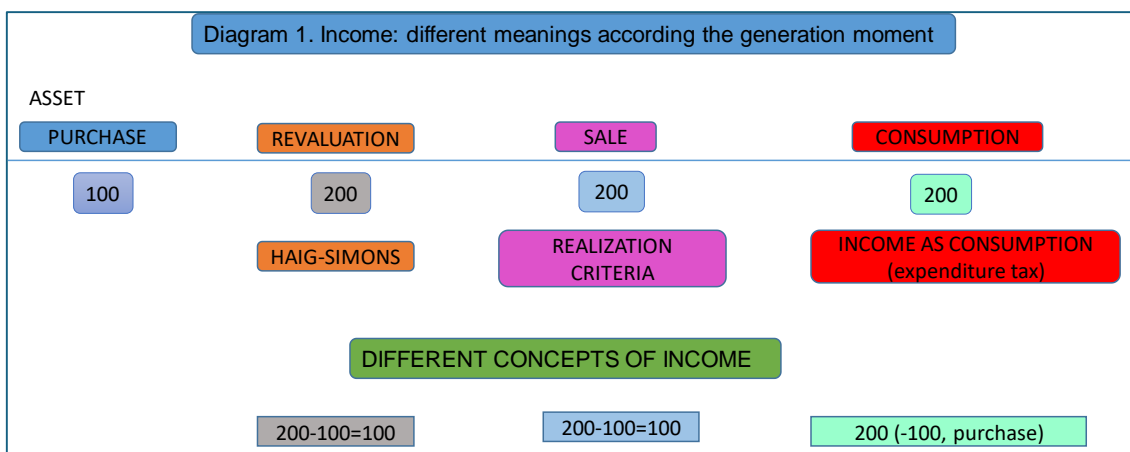 Diagram 1. Income: different meanings according the generation moment
ASSET
PURCHASE
REVALUATION
SALE
CONSUMPTION
100
200
200
200
HAIG-SIMONS
REALIZATION
CRITERIA
INCOME AS CONSUMPTION
(expenditure tax)
DIFFERENT CONCEPTS OF INCOME
200-100=100
200-100=100
200 (-100, purchase)